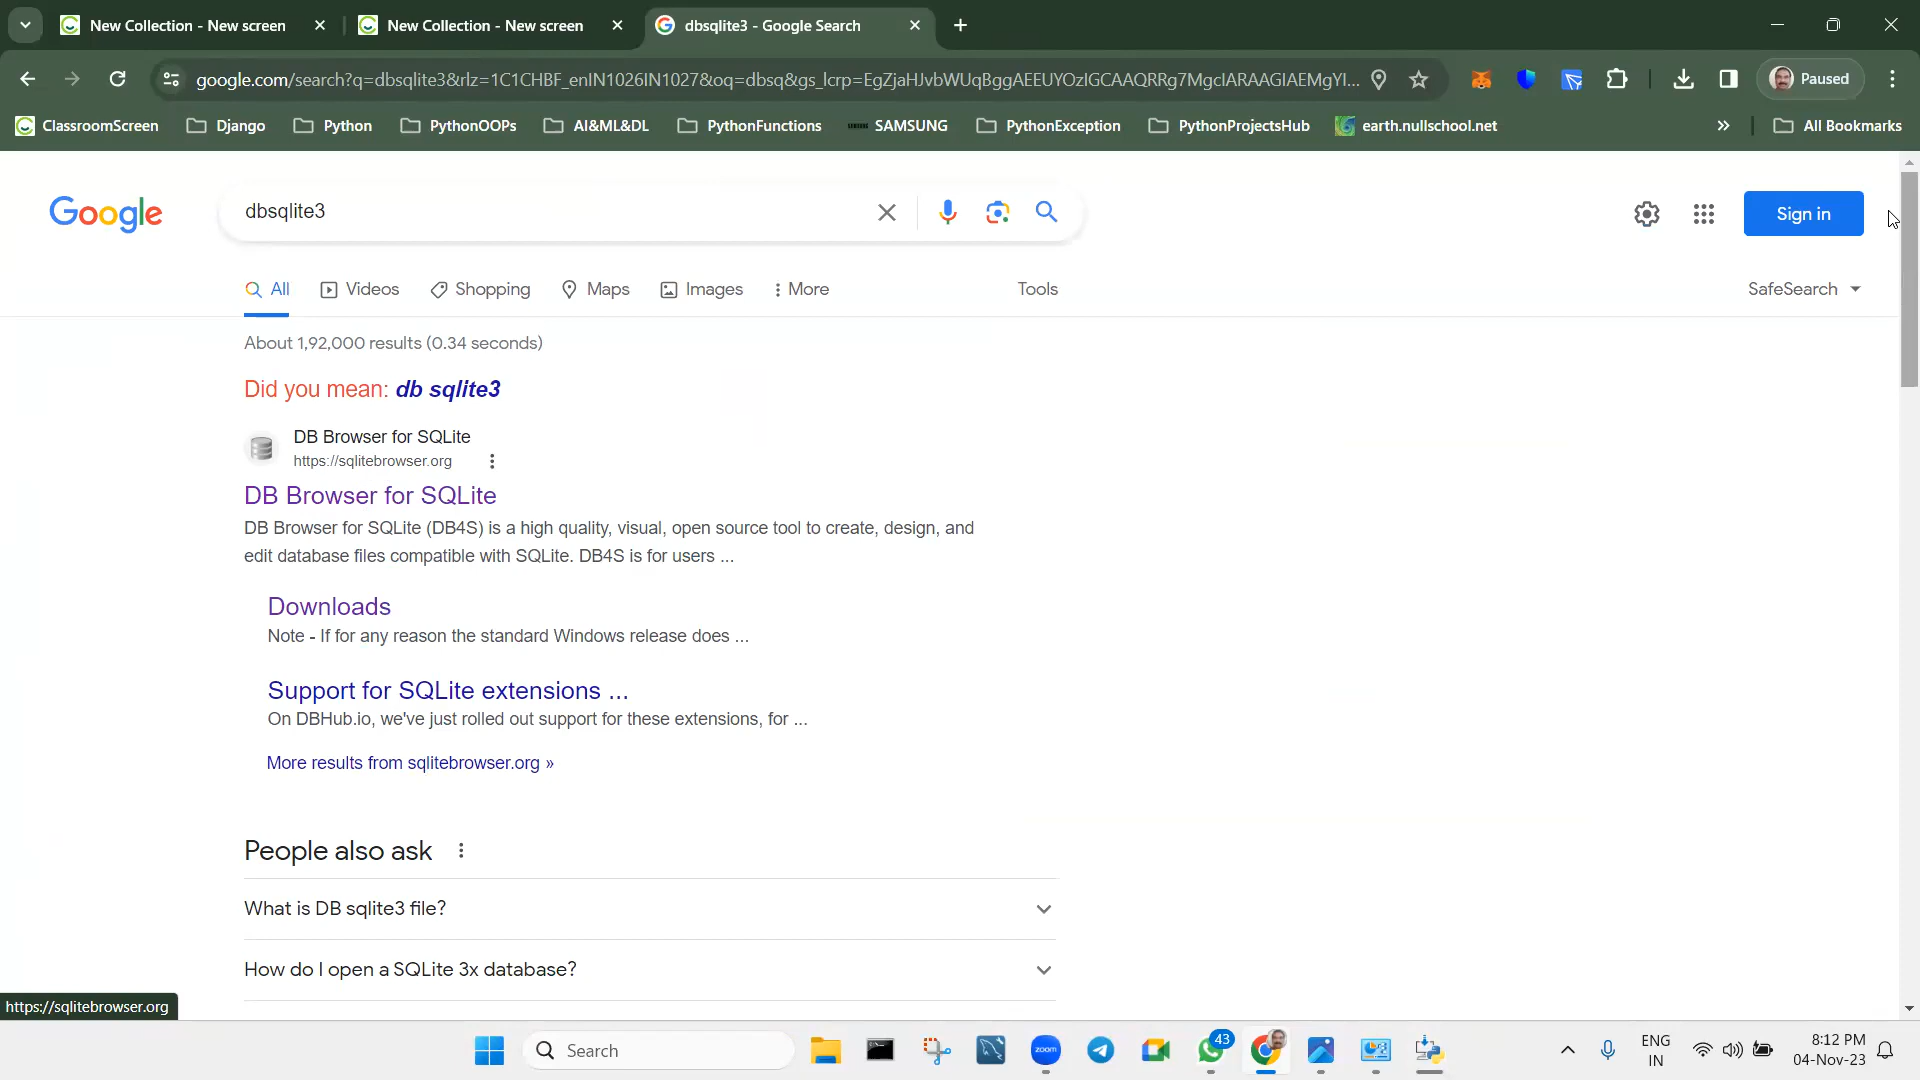 New Collection - New screen
New Collection - New screen
dbsqlite3 - Google Search
google.com/search?q=dbsqlite3&rlz=1C1CHBF_enIN1026IN1027&oq=dbsq&gs_lcrp=EgZjaHJvbWUqBggAEEUYOzIGCAAQRRg7MgcIARAAGIAEMgYI...
Paused
ClassroomScreen
Django
Python
PythonOOPs
AI&ML&DL
PythonFunctions
SAMSUNG
PythonException
PythonProjectsHub
earth.nullschool.net
All Bookmarks
Google
dbsqlite3
Sign in
All
Videos
Shopping
Maps
Images
More
Tools
SafeSearch
About 1,92,000 results (0.34 seconds)
Did you mean: db sqlite3
DB Browser for SQLite
https://sqlitebrowser.org
DB Browser for SQLite
DB Browser for SQLite (DB4S) is a high quality, visual, open source tool to create, design, and
edit database files compatible with SQLite. DB4S is for users ...
Downloads
Note - If for any reason the standard Windows release does ...
Support for SQLite extensions ...
On DBHub.io, we've just rolled out support for these extensions, for ...
More results from sqlitebrowser.org »
People also ask
What is DB sqlite3 file?
How do I open a SQLite 3x database?
https://sqlitebrowser.org
Search
zoom
43
ENG
IN
8:12 PM
04-Nov-23